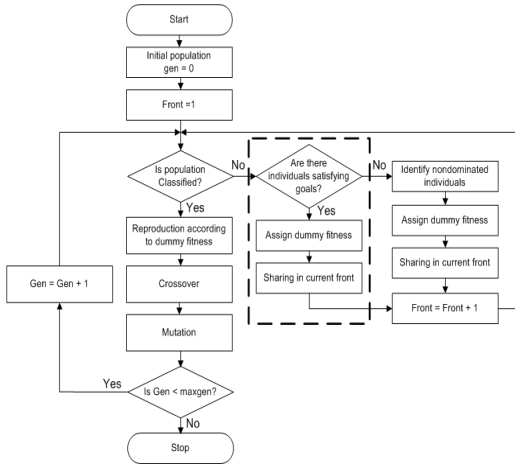 Start
Initial population
gen = 0
Front =1
Is population
Classified?
No
Yes
Are there
individuals satisfying
goals?
No
Yes
Identify nondominated
individuals
Reproduction according
to dummy fitness
Assign dummy fitness
Assign dummy fitness
Sharing in current front
Sharing in current front
Gen = Gen + 1
Crossover
Front = Front + 1
Mutation
Is Gen < maxgen?
Yes
No
Stop